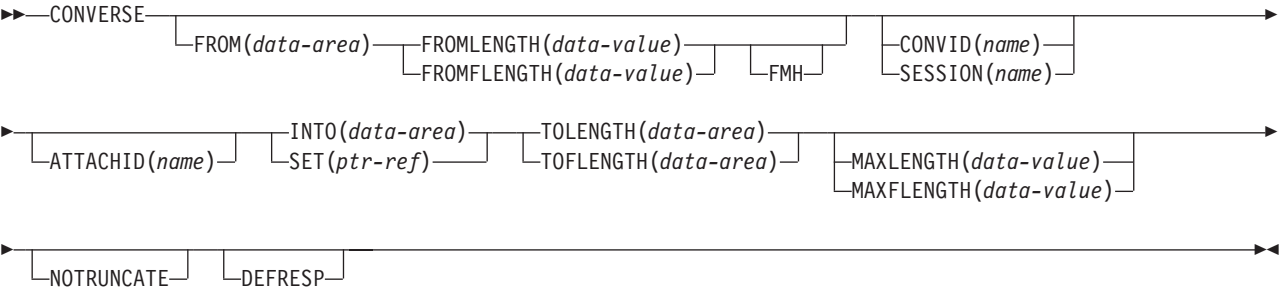 CONVERSE
FROM(data-area) FROMLENGTH(data-value) CONVID(name)
FROMFLENGTH(data-value) FMH SESSION(name)
INTO(data-area) TOLENGTH(data-area)
ATTACHID(name) SET(ptr-ref) TOFLENGTH(data-area) MAXLENGTH(data-value)
MAXFLENGTH(data-value)
NOTRUNCATE DEFRESP